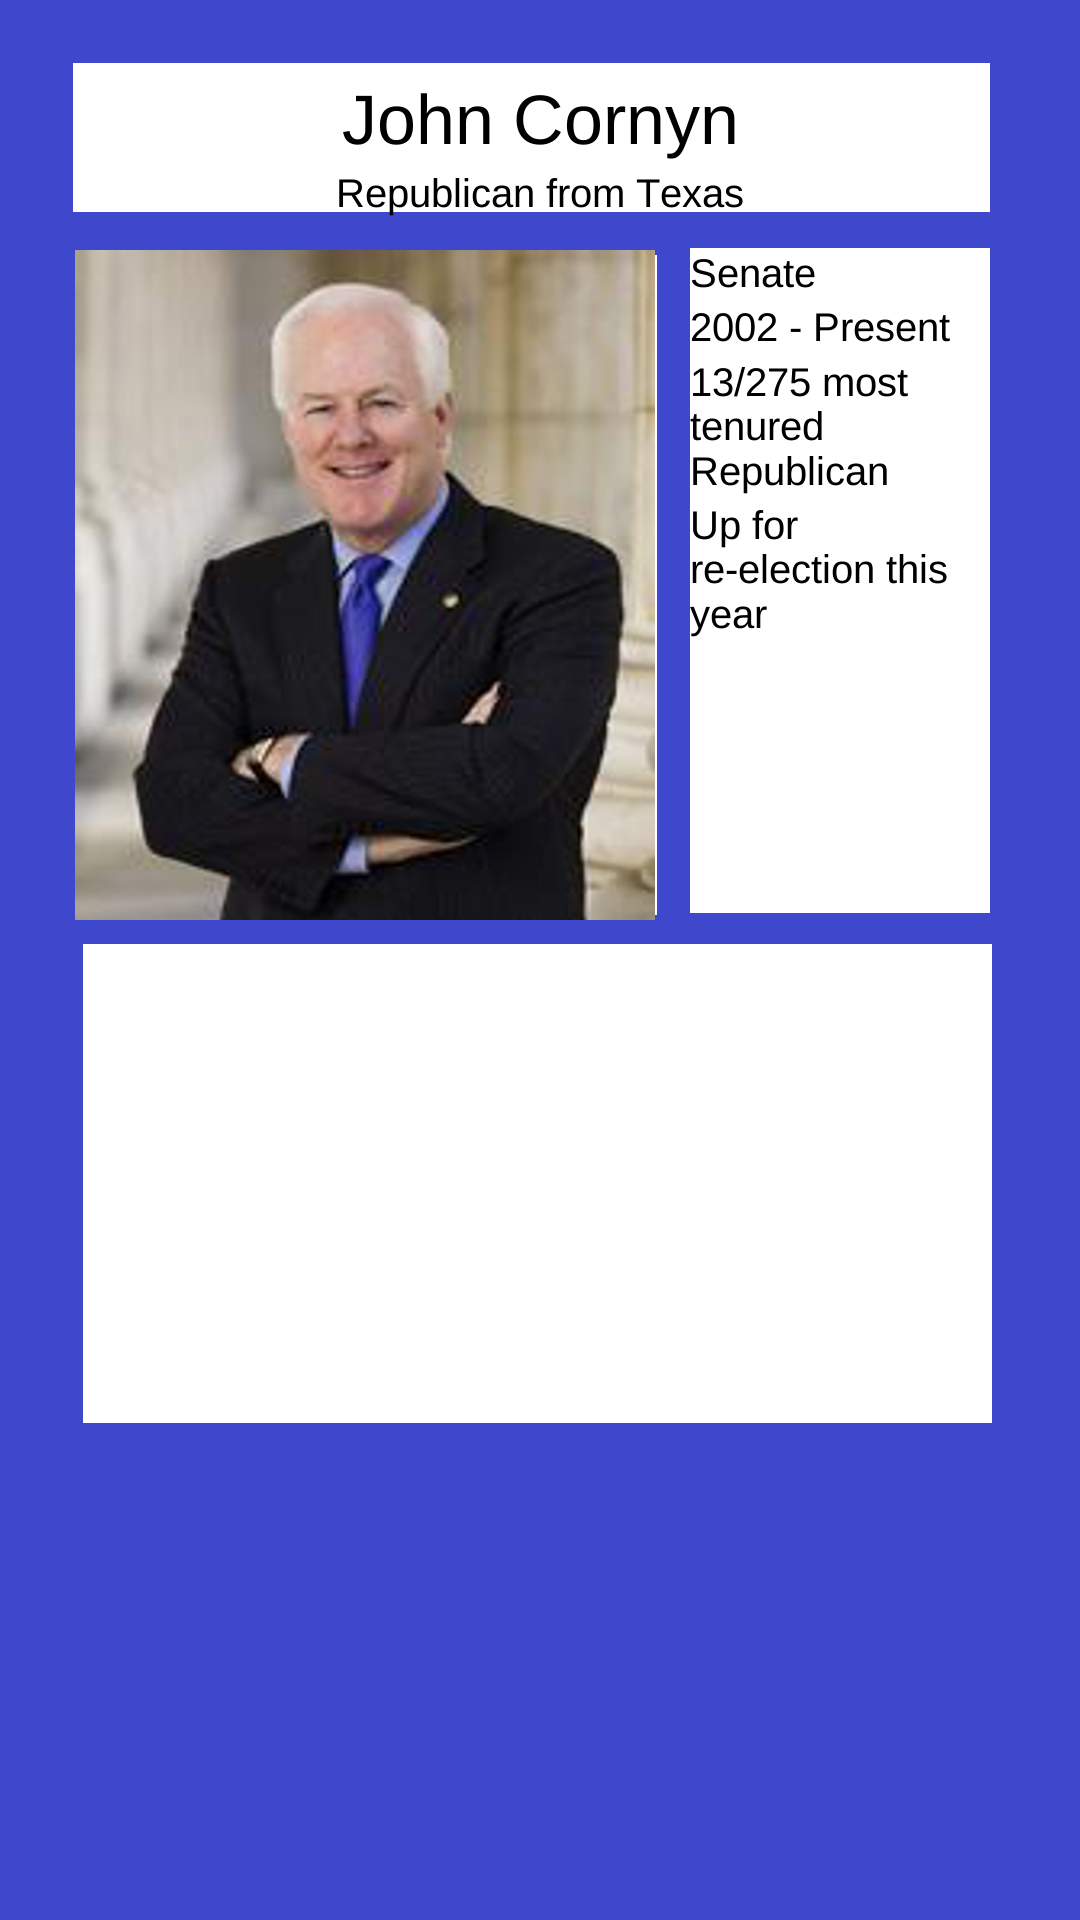 John Cornyn
Republican from Texas
Senate
2002 - Present
13/275 most
tenured
Republican
Up for
re-election this
year